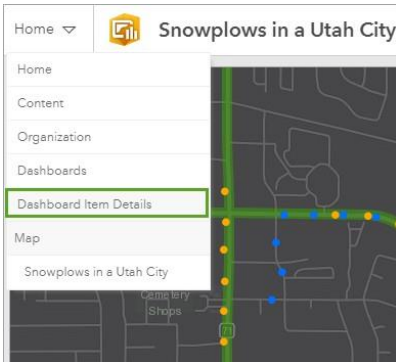 Home
Snowplows in a Utah City
Home
Content
Organization
Dashboards
Dashboard Item Details
Map
Snowplows in a Utah City
Cemetery
Shops
71